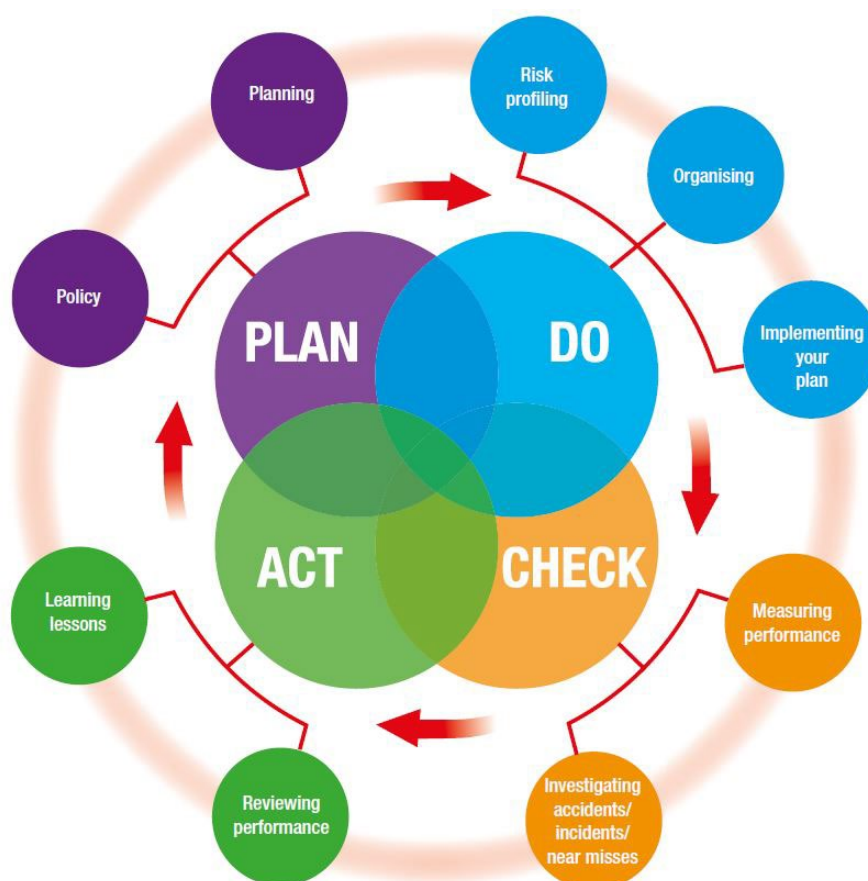 Planning
Risk
profiling
Organising
Policy
Implementing
your
plan
PLAN
DO
ACT
CHECK
Learning
lessons
Measuring
performance
Reviewing
performance
Investigating
accidents/
incidents/
near misses